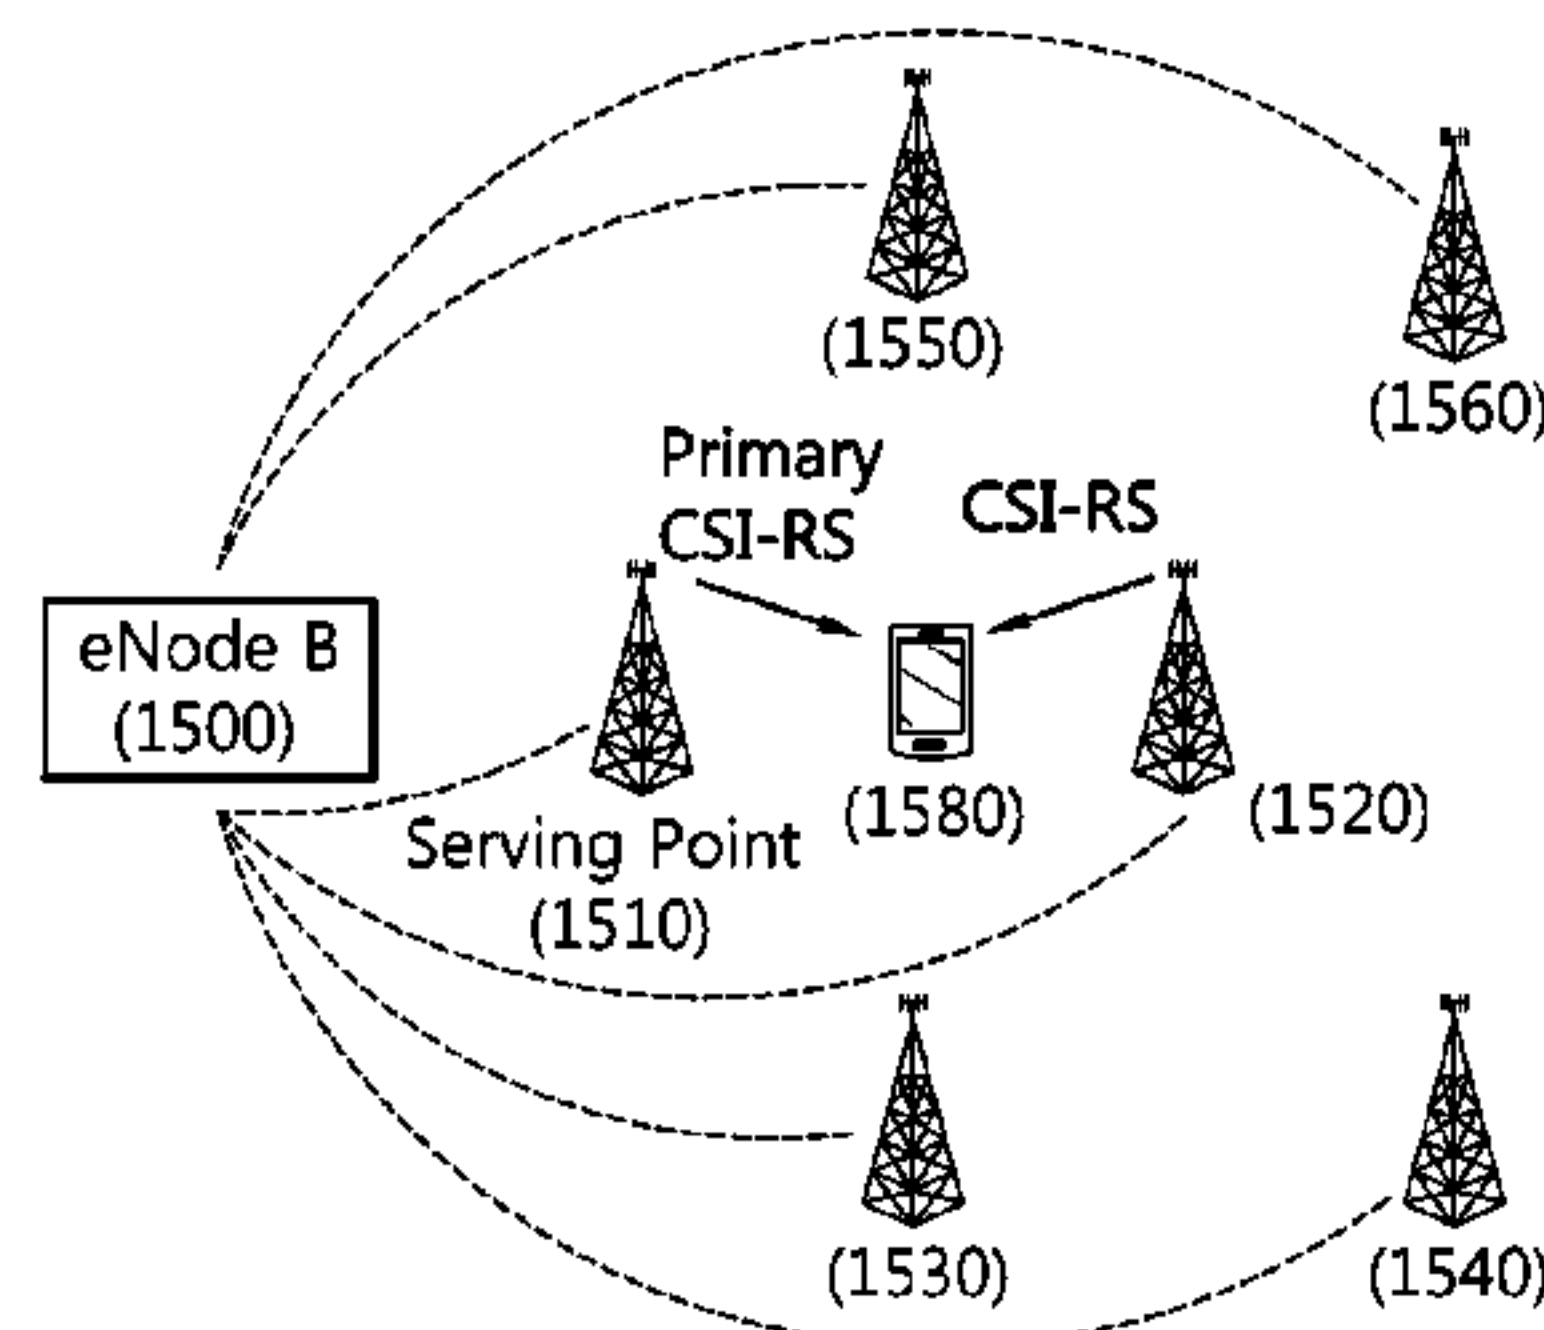 (1550)
(1560)
Primary
CSI-RS
CSI-RS
eNode B
(1500)
Serving Point
(1510)
(1580)
(1520)
(1530)
(1540)